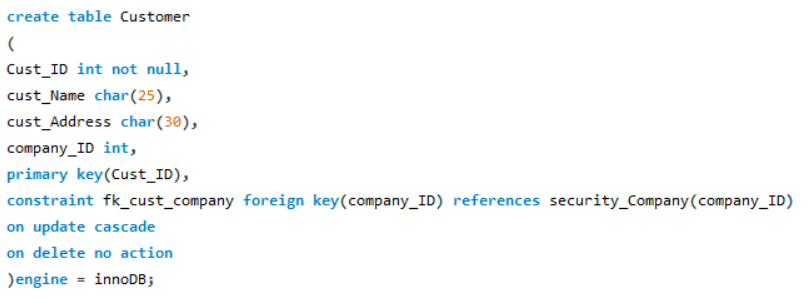 create table Customer
(
Cust_ID int not null,
cust_Name char(25),
cust_Address char(30),
company_ID int,
primary key(Cust_ID),
constraint fk_cust_company foreign key(company_ID) references security_Company(company_ID)
on update cascade
on delete no action
)engine = innoDB;